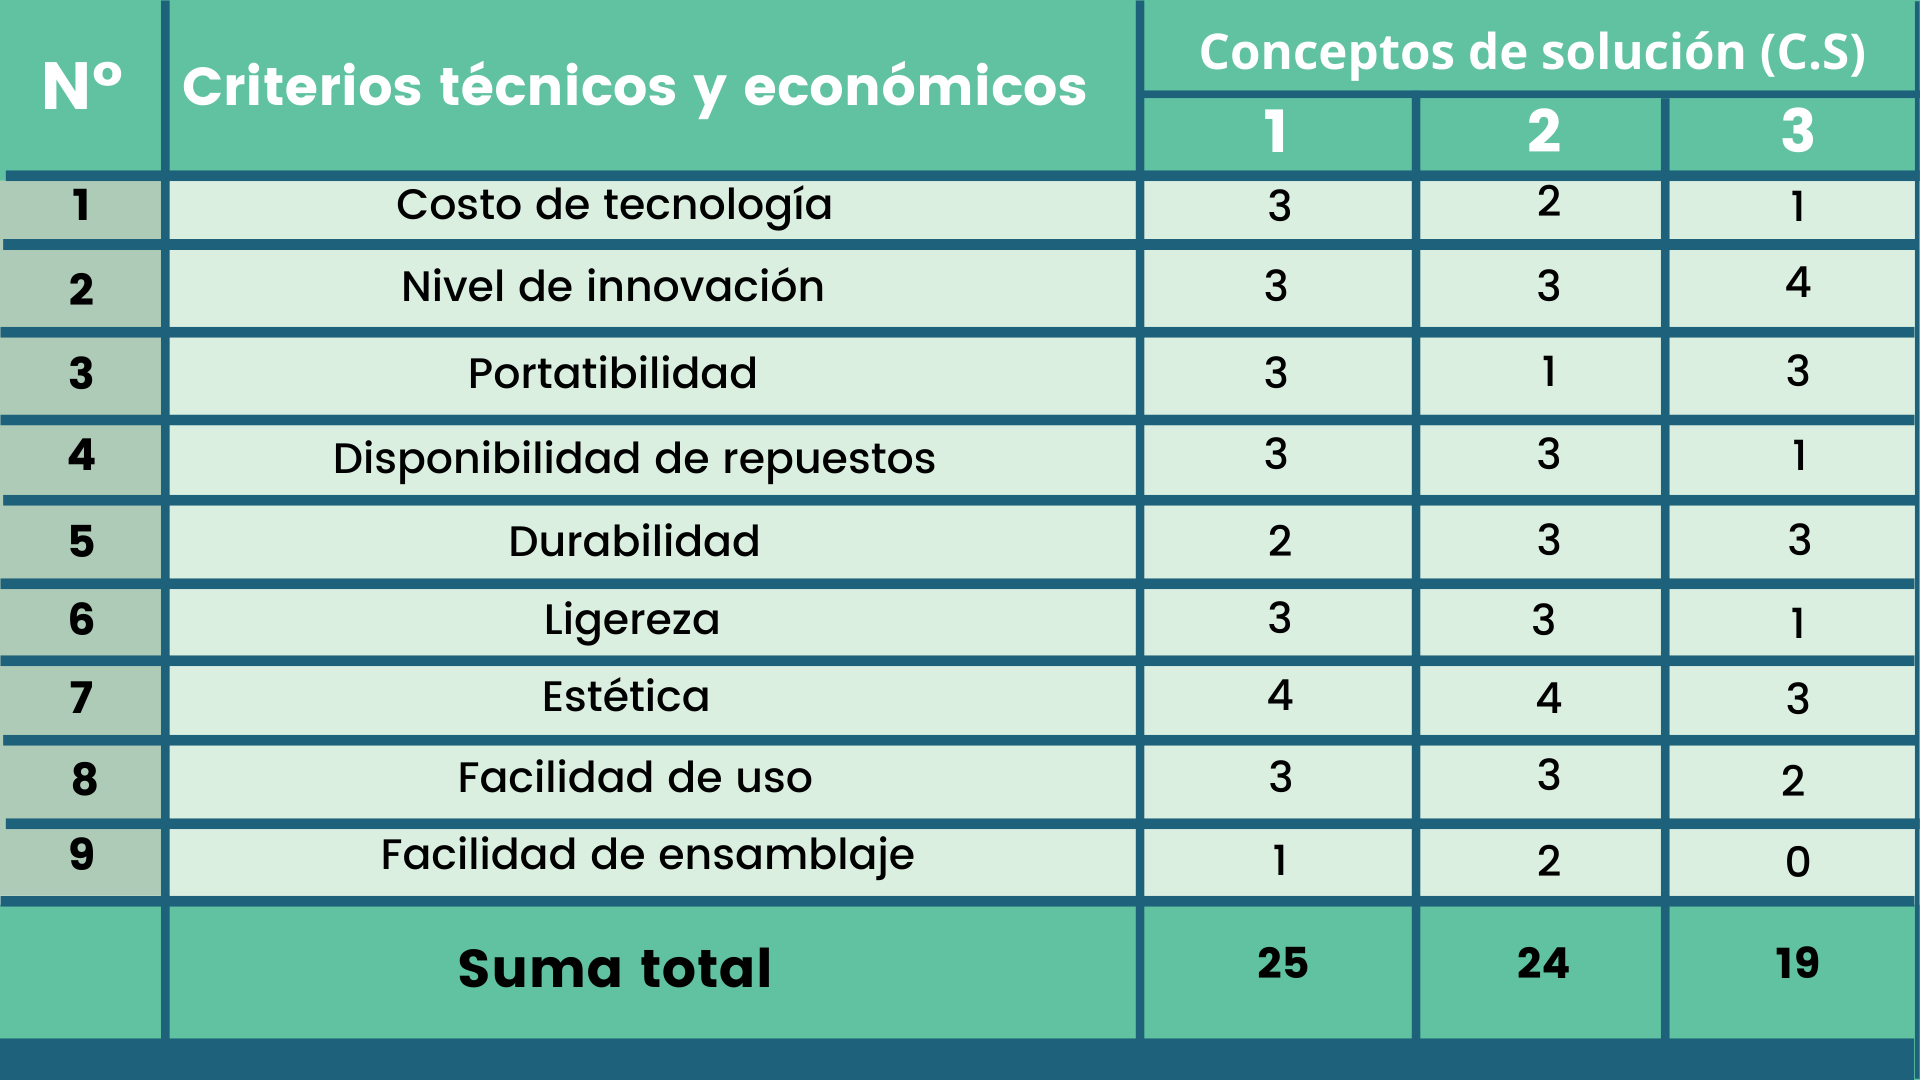 Nº Criterios técnicos y económicos Conceptos de solución (C.S)
1 2 3
1 Costo de tecnología 3 2 1
2 Nivel de innovación 3 3 4
3 Portatibilidad 3 1 3
4 Disponibilidad de repuestos 3 3 1
5 Durabilidad 2 3 3
6 Ligereza 3 3 1
7 Estética 4 4 3
8 Facilidad de uso 3 3 2
9 Facilidad de ensamblaje 1 2 0
Suma total 25 24 19